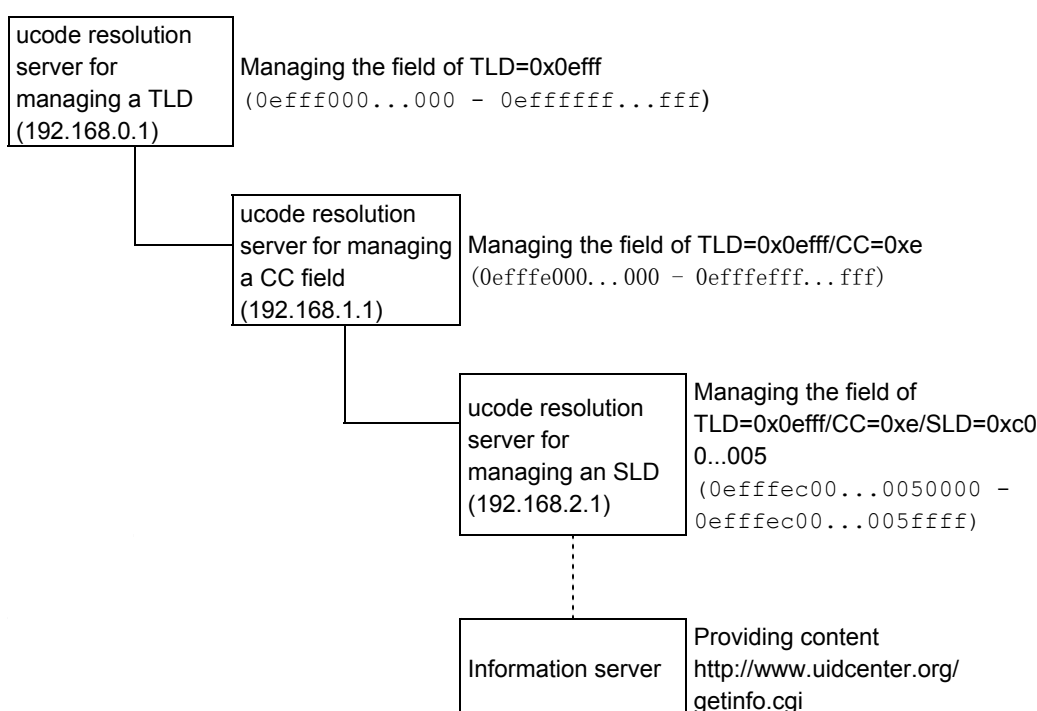 ucode resolution
server for
managing a TLD
(192.168.0.1)
Managing the field of TLD=0x0efff
(0efff000...000 - 0effffff...fff)
ucode resolution
server for managing
a CC field
(192.168.1.1)
Managing the field of TLD=0x0efff/CC=0xe
(0efffe000...000 - 0efffefff...fff)
ucode resolution
server for
managing an SLD
(192.168.2.1)
Managing the field of
TLD=0x0efff/CC=0xe/SLD=0xc0
0...005
(0efffec00...0050000 -
0efffec00...005ffff)
Information server
Providing content
http://www.uidcenter.org/
getinfo.cgi